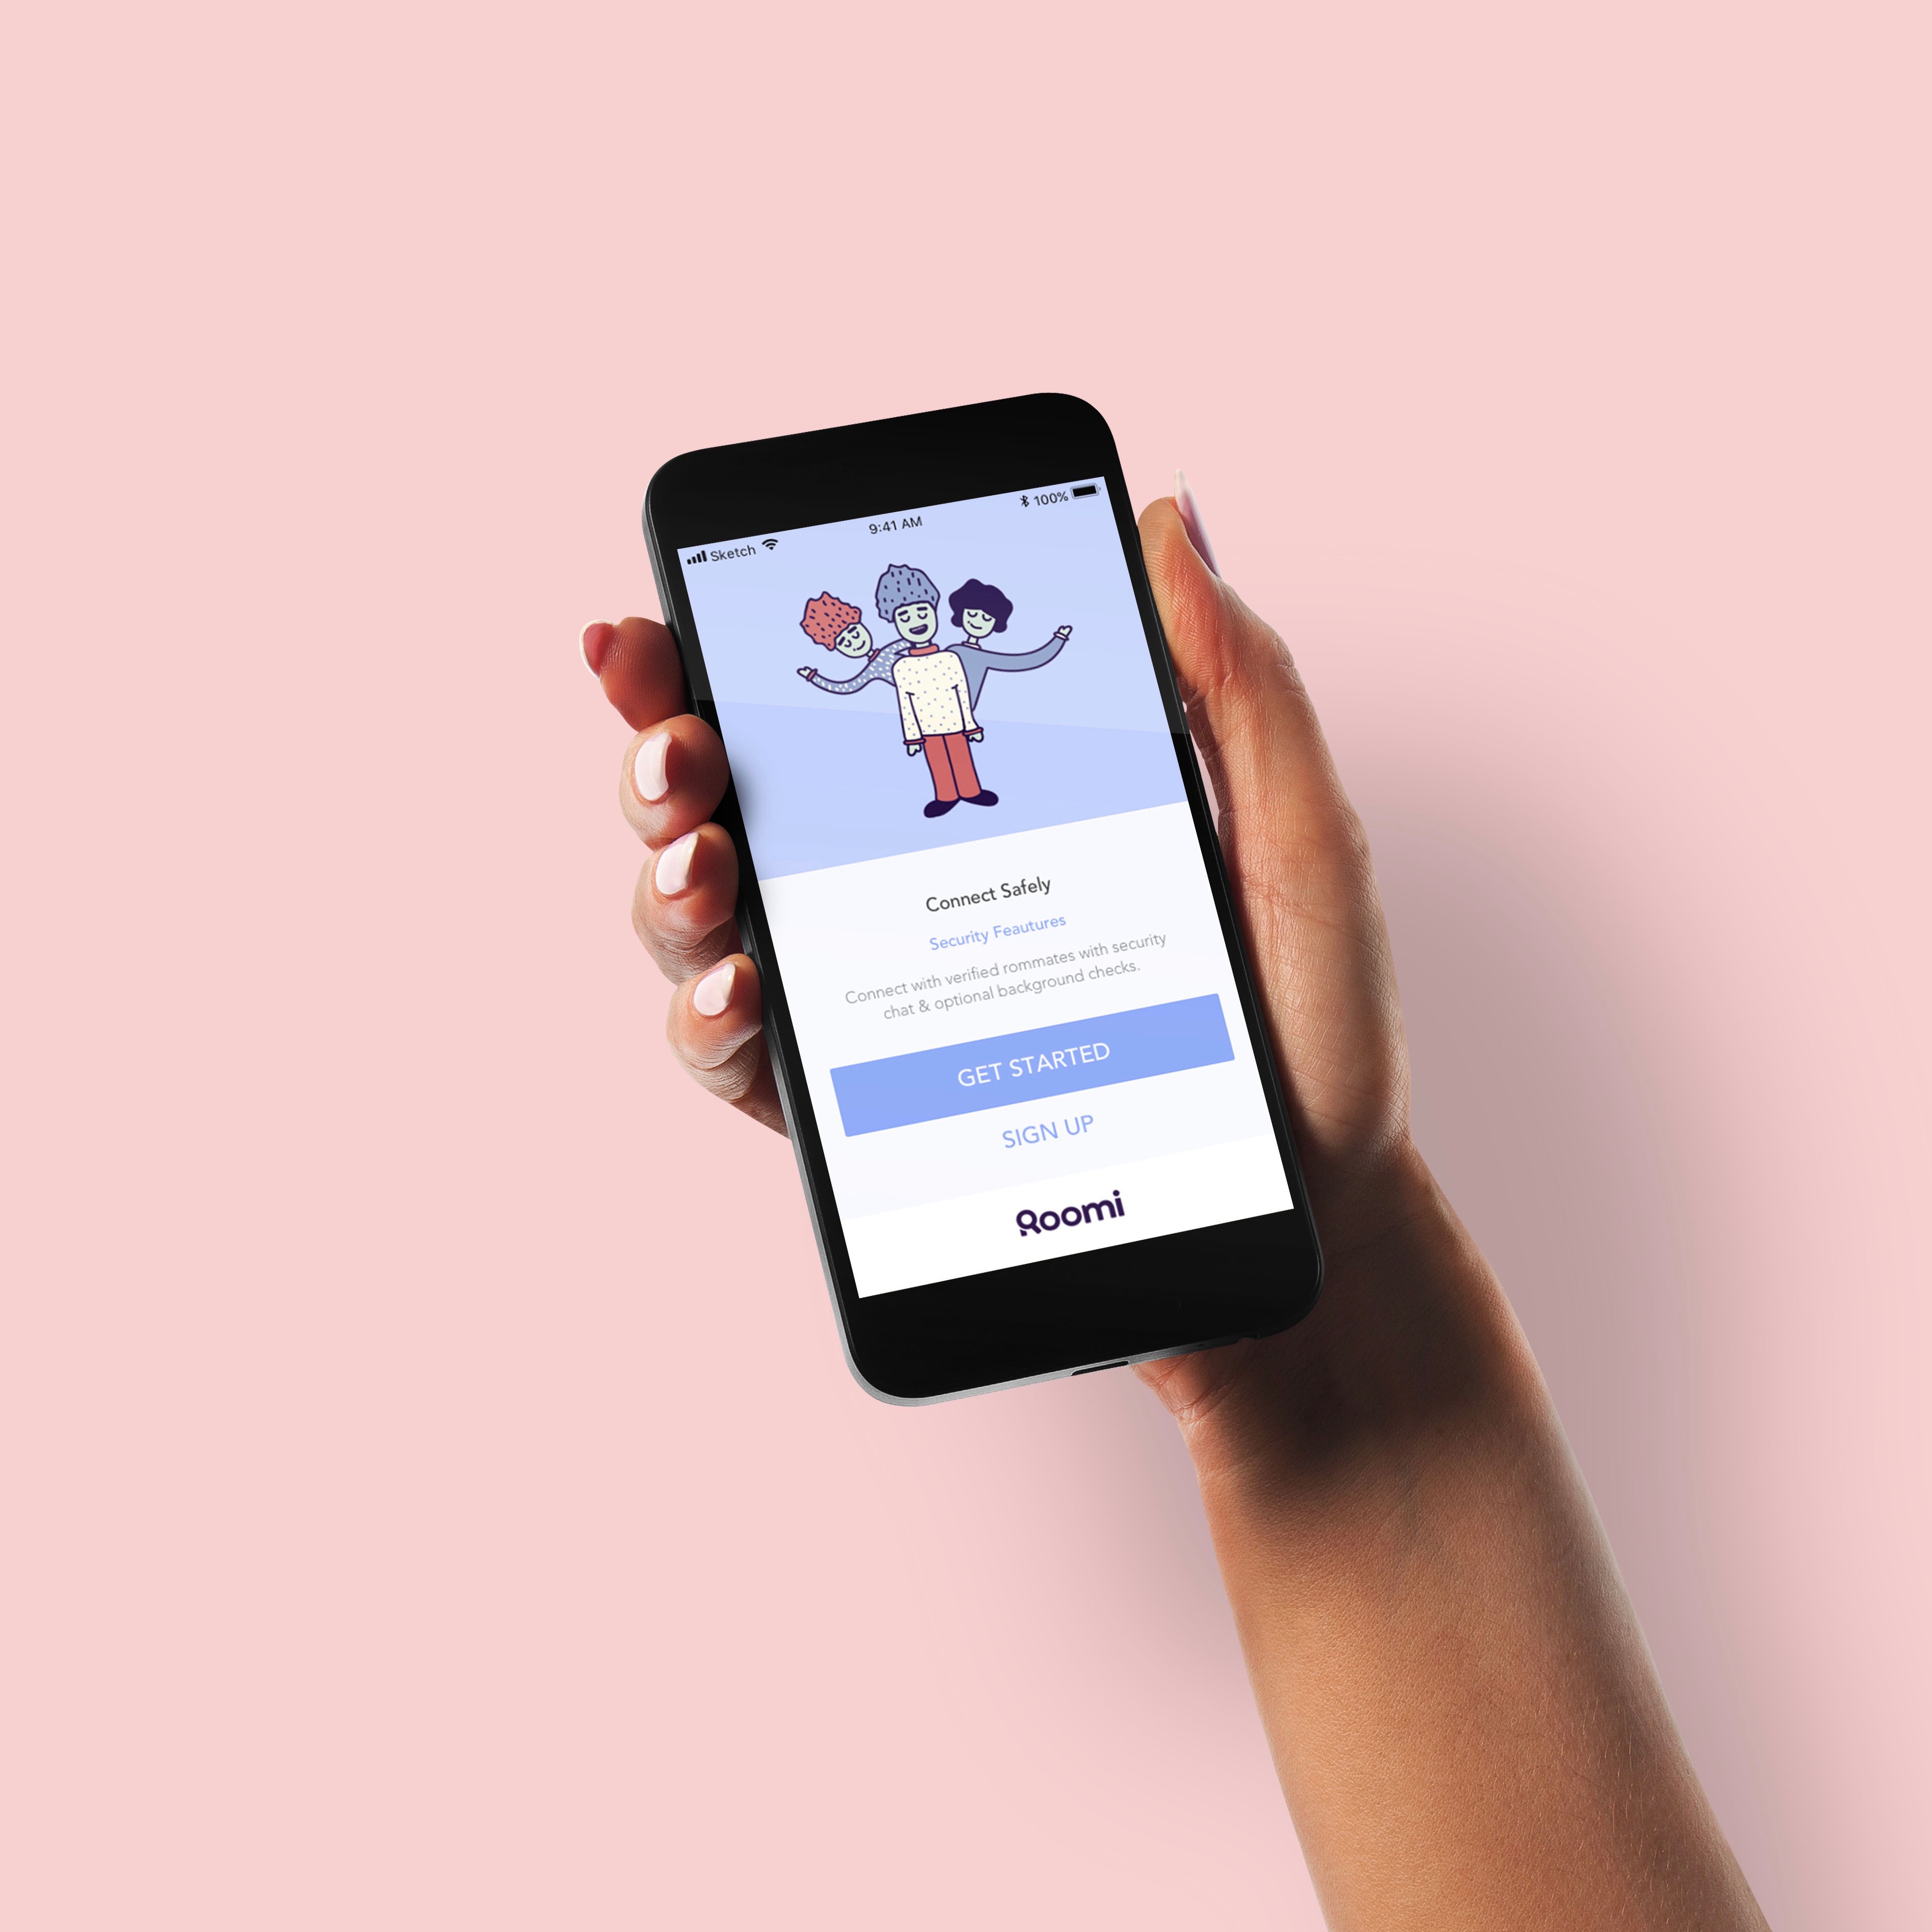 Sketch 9:41 AM 100%
Connect Safely
Security Feautures
Connect with verified rommates with security
chat & optional background checks.
GET STARTED
SIGN UP
Roomi